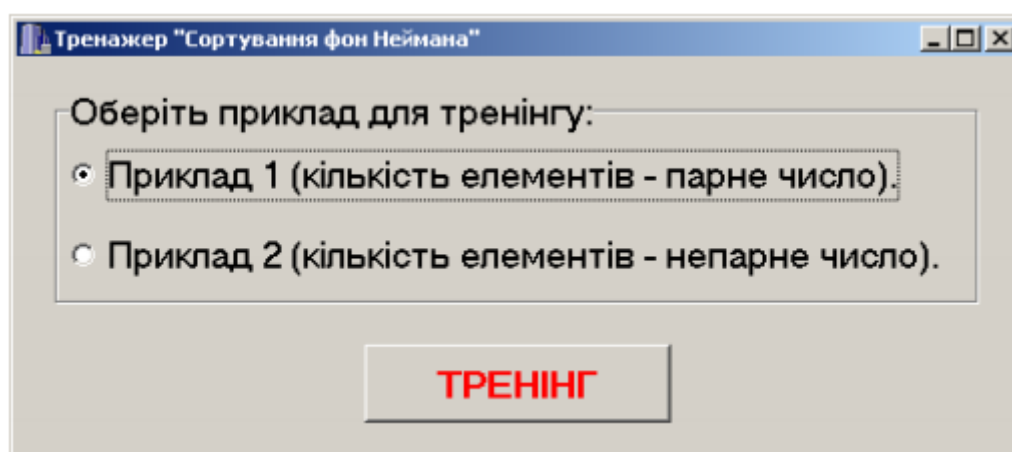 Тренажер "Сортування фон Неймана"
Оберіть приклад для тренінгу:
Приклад 1 (кількість елементів - парне число).
Приклад 2 (кількість елементів - непарне число).
ТРЕНІНГ